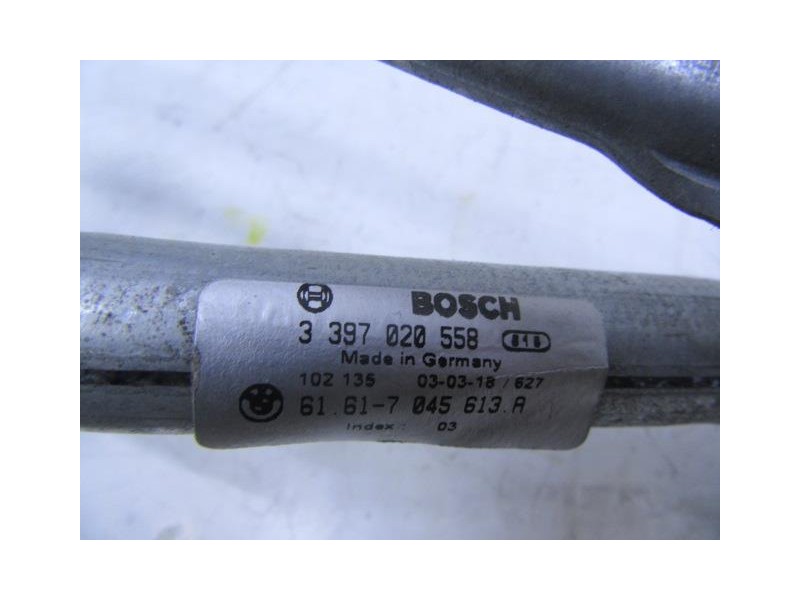 BOSCH
3 397 020 558
Made in Germany
102 135 03-03-18 / 627
61.61-7 045 613.A
Index: 03